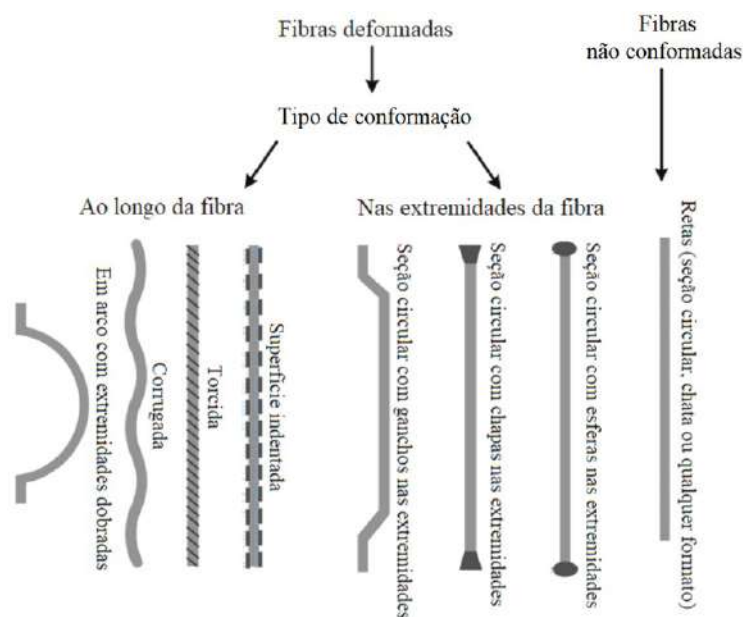 Fibras deformadas
Fibras
não conformadas
Tipo de conformação
Ao longo da fibra
Nas extremidades da fibra
Em arco com extremidades dobradas
Corrugada
Torcida
Superfície indentada
Seção circular com ganchos nas extremidades
Seção circular com chapas nas extremidades
Seção circular com esferas nas extremidades
Retas (seção circular, chata ou qualquer formato)